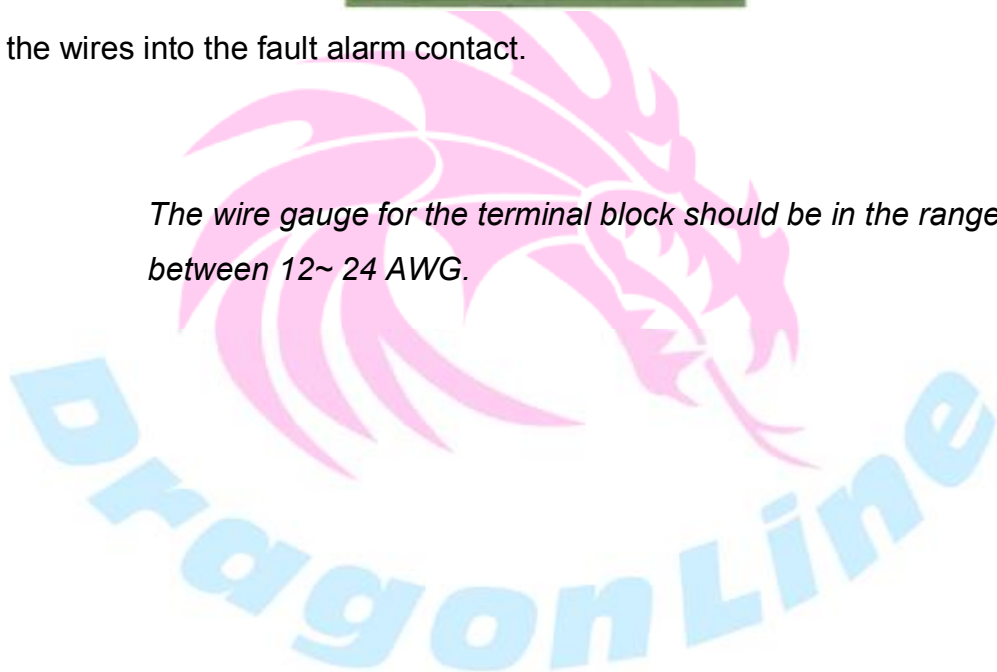 the wires into the fault alarm contact.
The wire gauge for the terminal block should be in the range
between 12~ 24 AWG.
DragonLine